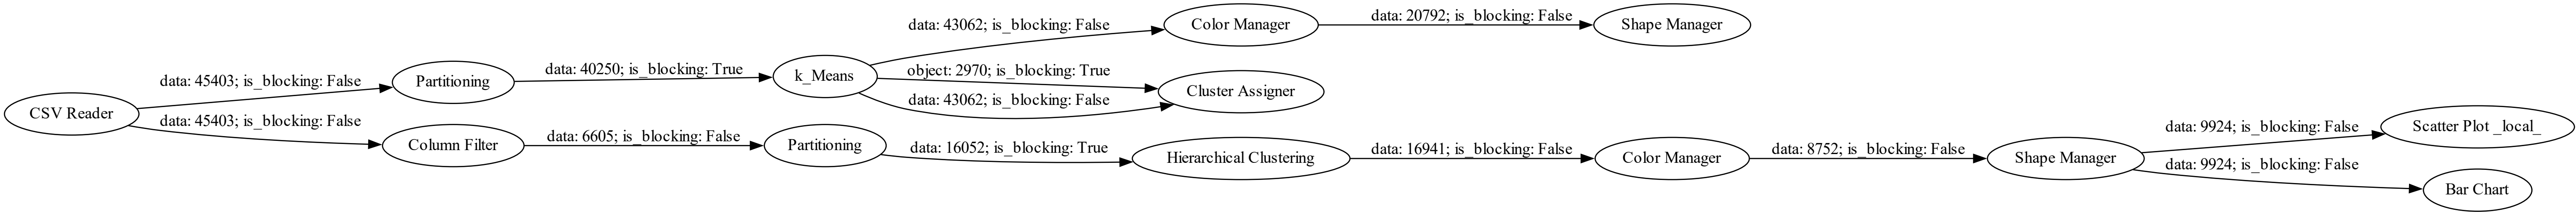 CSV Reader
data: 45403; is_blocking: False
data: 45403; is_blocking: False
Partitioning
Column Filter
data: 40250; is_blocking: True
data: 6605; is_blocking: False
k_Means
Partitioning
data: 43062; is_blocking: False
object: 2970; is_blocking: True
data: 43062; is_blocking: False
data: 16052; is_blocking: True
Color Manager
Cluster Assigner
Hierarchical Clustering
data: 20792; is_blocking: False
data: 16941; is_blocking: False
Shape Manager
Color Manager
data: 8752; is_blocking: False
Shape Manager
data: 9924; is_blocking: False
data: 9924; is_blocking: False
Scatter Plot _local_
Bar Chart